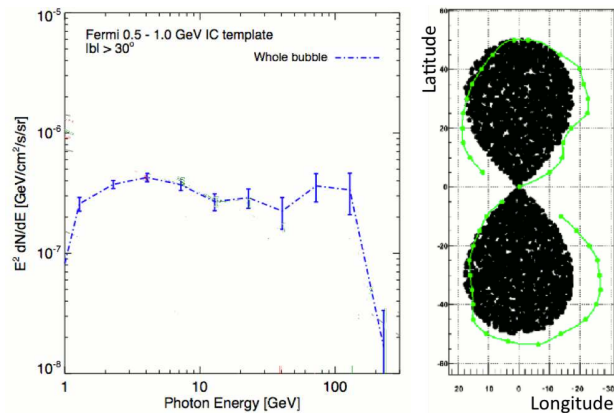 Fermi 0.5 - 1.0 GeV IC template
|b| > 30°
Whole bubble
E² dN/dE [GeV/cm²/s/sr]
10⁻⁵
10⁻⁶
10⁻⁷
10⁻⁸
1
10
100
Photon Energy [GeV]
Latitude
60
40
20
0
-20
-40
-60
20
10
0
-10
-20
-30
Longitude